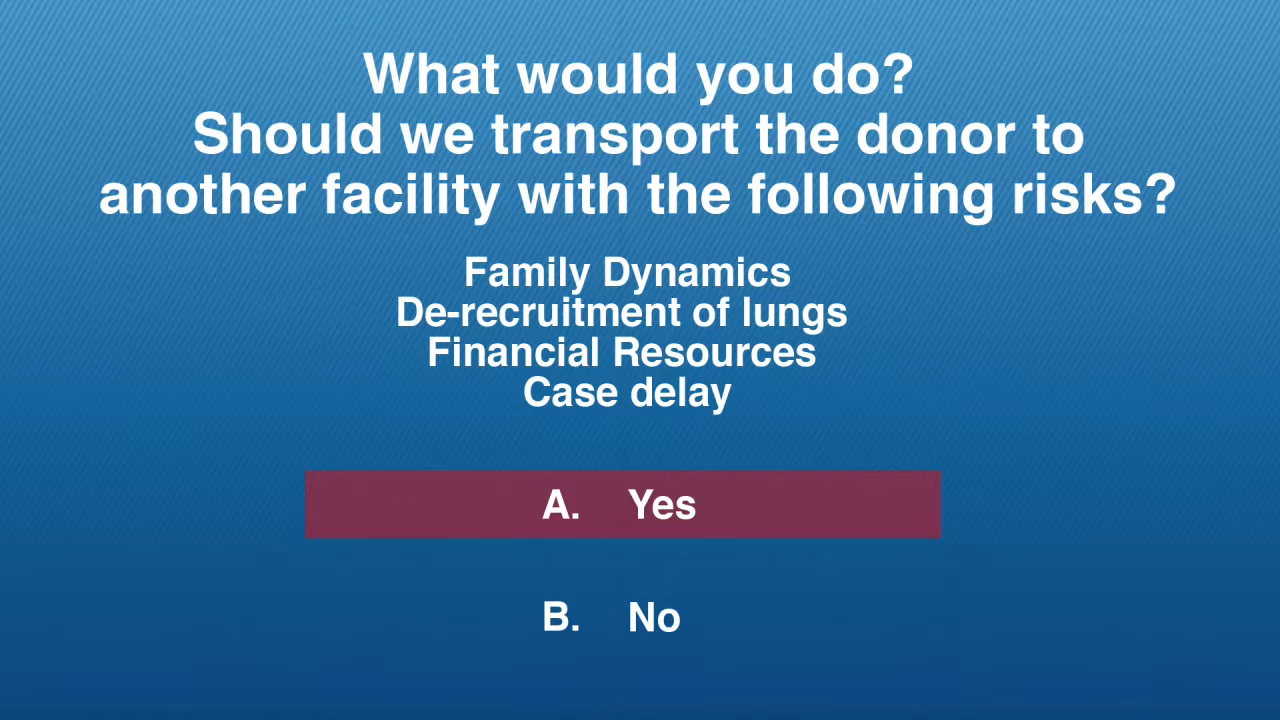 What would you do?
Should we transport the donor to
another facility with the following risks?
Family Dynamics
De-recruitment of lungs
Financial Resources
Case delay
A. Yes
B. No